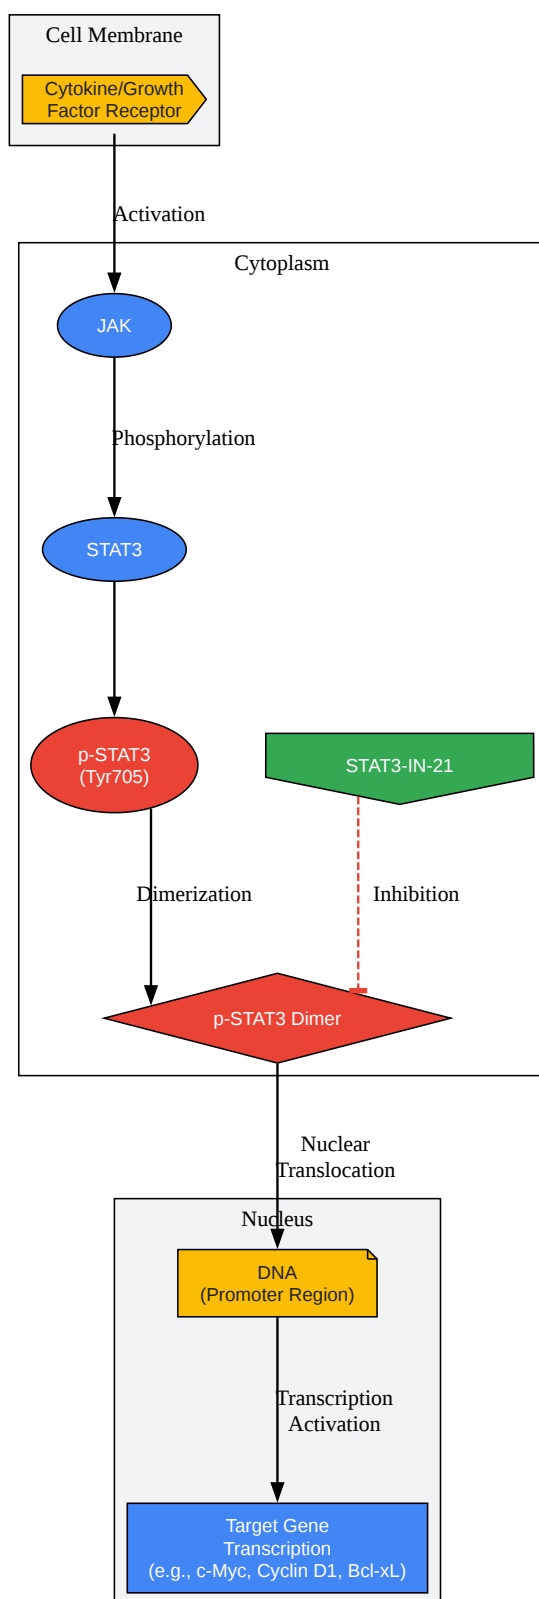 Cell Membrane
Cytokine/Growth
Factor Receptor
Activation
Cytoplasm
JAK
Phosphorylation
STAT3
p-STAT3
(Tyr705)
STAT3-IN-21
Dimerization
Inhibition
p-STAT3 Dimer
Nuclear
Translocation
Nucleus
DNA
(Promoter Region)
Transcription
Activation
Target Gene
Transcription
(e.g., c-Myc, Cyclin D1, Bcl-xL)